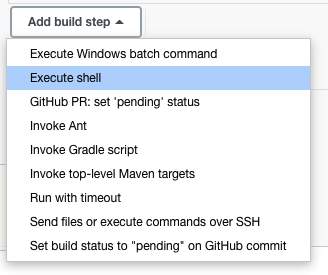 Add build step
Execute Windows batch command
Execute shell
GitHub PR: set 'pending' status
Invoke Ant
Invoke Gradle script
Invoke top-level Maven targets
Run with timeout
Send files or execute commands over SSH
Set build status to "pending" on GitHub commit